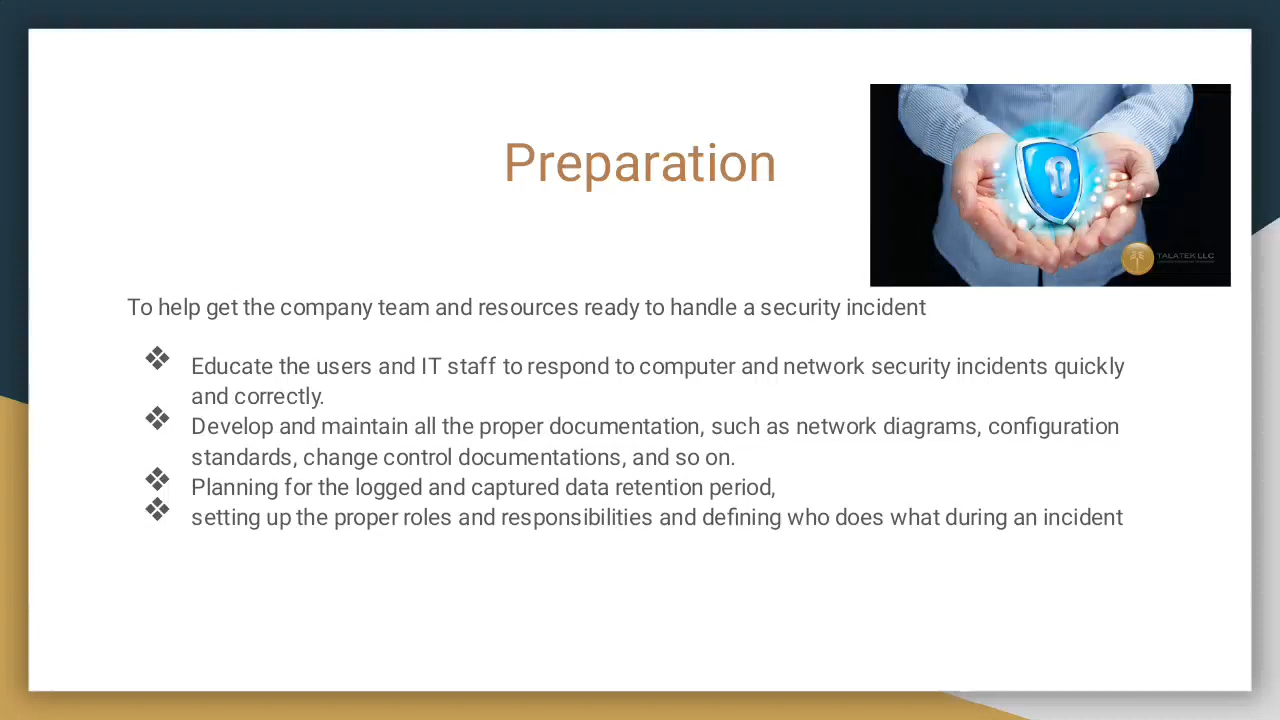 Preparation
TALATEK LLC
To help get the company team and resources ready to handle a security incident
Educate the users and IT staff to respond to computer and network security incidents quickly
and correctly.
Develop and maintain all the proper documentation, such as network diagrams, configuration
standards, change control documentations, and so on.
Planning for the logged and captured data retention period,
setting up the proper roles and responsibilities and defining who does what during an incident